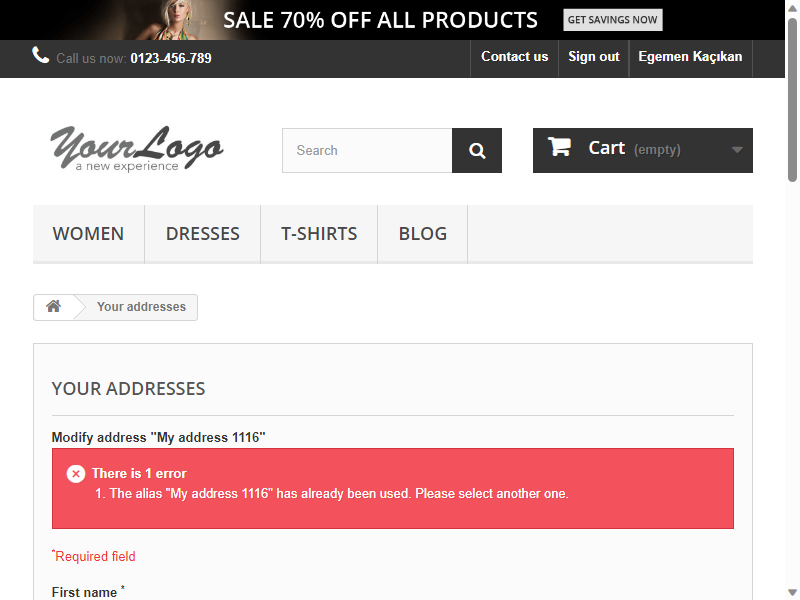 SALE 70% OFF ALL PRODUCTS GET SAVINGS NOW
Call us now: 0123-456-789 Contact us Sign out Egemen Kaçıkan
YourLogo
a new experience
Search
Cart (empty)
WOMEN DRESSES T-SHIRTS BLOG
Your addresses
YOUR ADDRESSES
Modify address "My address 1116"
There is 1 error
1. The alias "My address 1116" has already been used. Please select another one.
*Required field
First name *